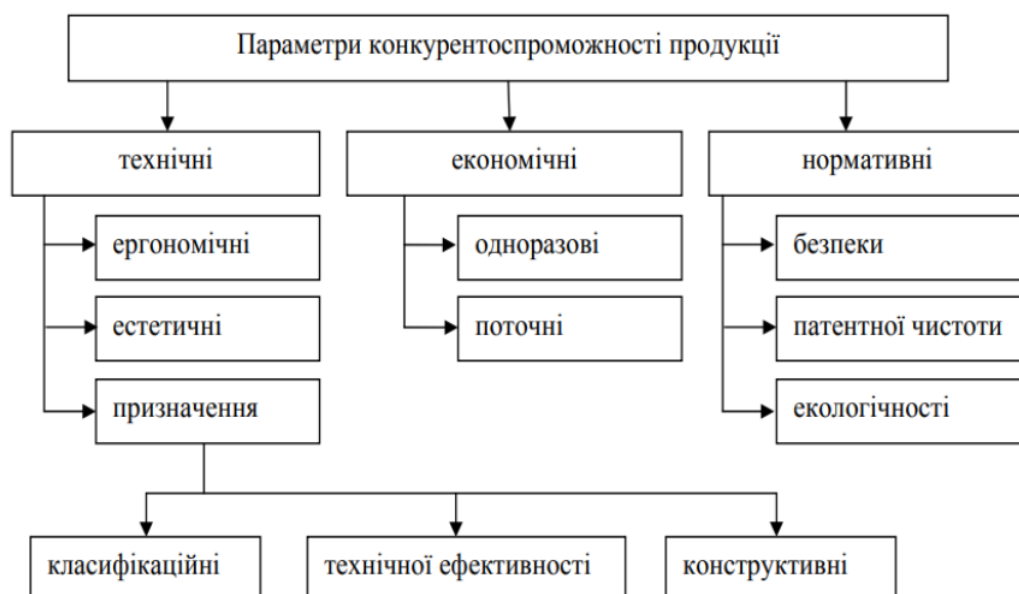 Параметри конкурентоспроможності продукції
технічні
економічні
нормативні
ергономічні
одноразові
безпеки
естетичні
поточні
патентної чистоти
призначення
екологічності
класифікаційні
технічної ефективності
конструктивні